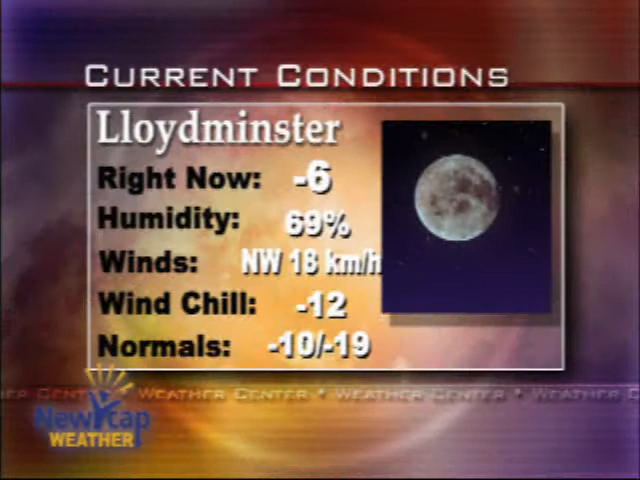 CURRENT CONDITIONS
Lloydminster
Right Now: -6
Humidity: 69%
Winds: NW 18 km/h
Wind Chill: -12
Normals: -10/-19
WEATHER CENTER * WEATHER CENTER * WEATHER
Newcap
WEATHER